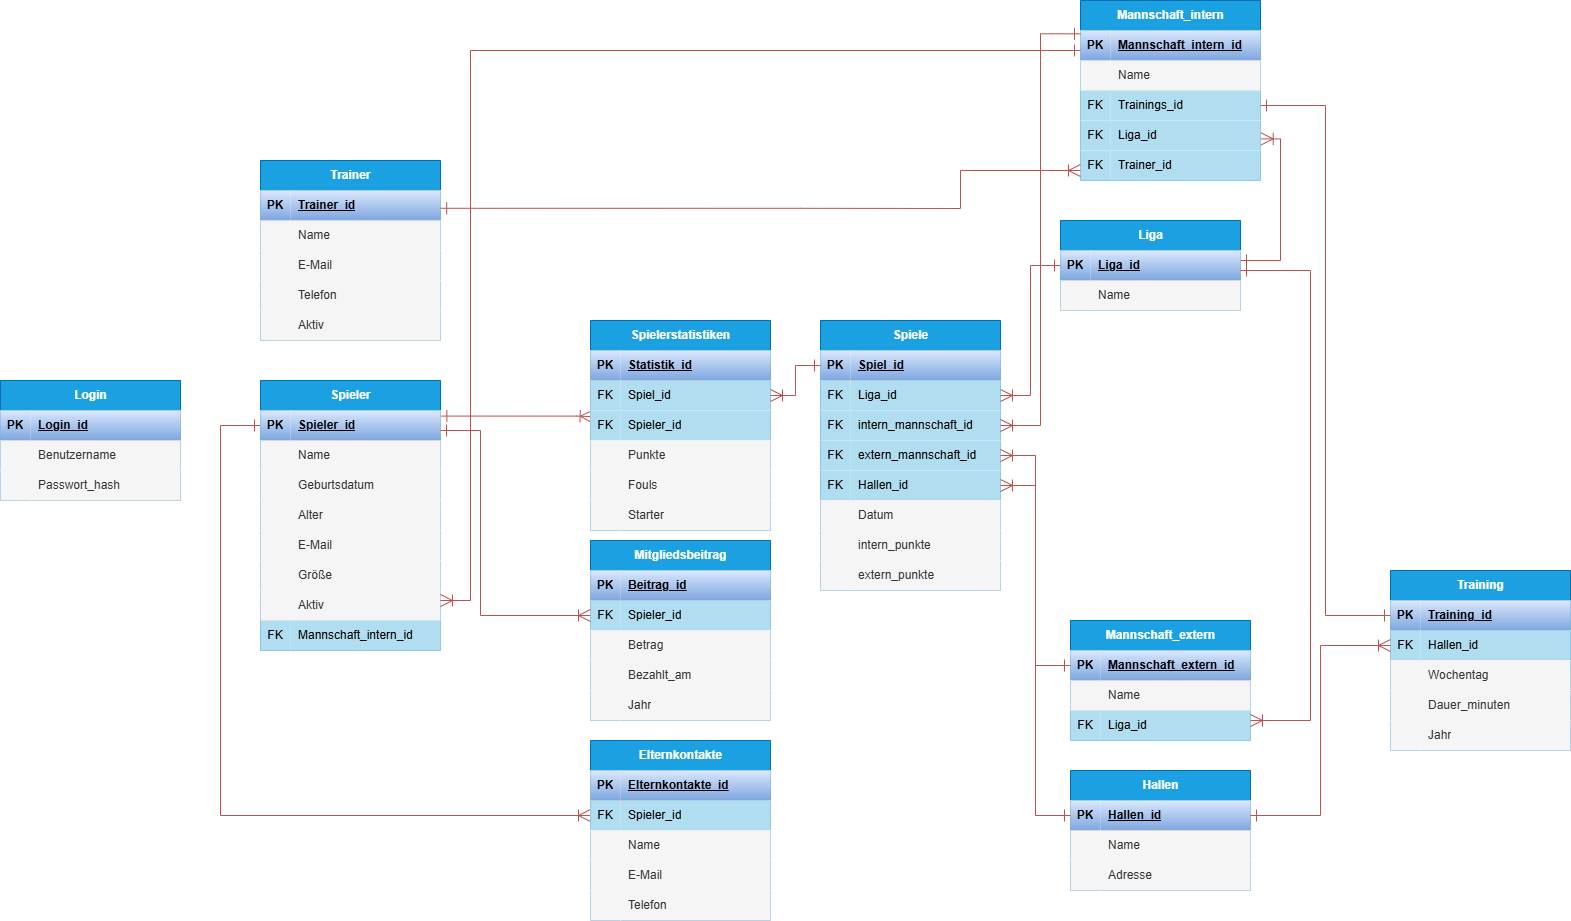 Mannschaft_intern
PK Mannschaft_intern_id
Name
FK Trainings_id
FK Liga_id
FK Trainer_id
Trainer
PK Trainer_id
Name
E-Mail
Telefon
Aktiv
Liga
PK Liga_id
Name
Login
PK Login_id
Benutzername
Passwort_hash
Spieler
PK Spieler_id
Name
Geburtsdatum
Alter
E-Mail
Größe
Aktiv
FK Mannschaft_intern_id
Spielerstatistiken
PK Statistik_id
FK Spiel_id
FK Spieler_id
Punkte
Fouls
Starter
Spiele
PK Spiel_id
FK Liga_id
FK intern_mannschaft_id
FK extern_mannschaft_id
FK Hallen_id
Datum
intern_punkte
extern_punkte
Mitgliedsbeitrag
PK Beitrag_id
FK Spieler_id
Betrag
Bezahlt_am
Jahr
Mannschaft_extern
PK Mannschaft_extern_id
Name
FK Liga_id
Training
PK Training_id
FK Hallen_id
Wochentag
Dauer_minuten
Jahr
Elternkontakte
PK Elternkontakte_id
FK Spieler_id
Name
E-Mail
Telefon
Hallen
PK Hallen_id
Name
Adresse